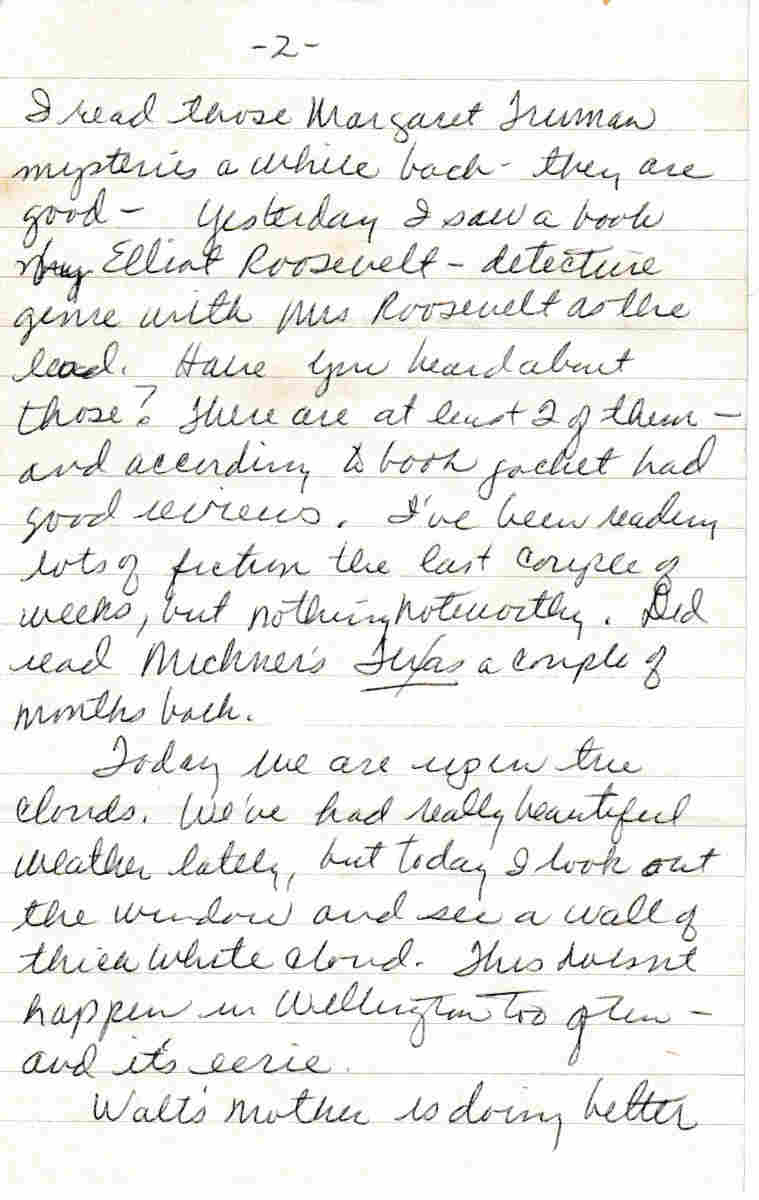 -2-
I read those Margaret Truman
mysteries a while back - they are
good - Yesterday I saw a book
by Elliot Roosevelt - detective
genre with Mrs Roosevelt as the
lead. Have you heard about
those? There are at least 2 of them -
and according to book jacket had
good reviews. I've been reading
lots of fiction the last couple of
weeks, but nothing noteworthy. Did
read Michner's Texas a couple of
months back.
Today we are up in the
clouds. We've had really beautiful
weather lately, but today I look out
the window and see a wall of
thick white cloud. This doesn't
happen in Wellington too often -
and it's eerie.
Walt's mother is doing better